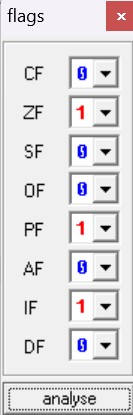 flags
CF 0
ZF 1
SF 0
OF 0
PF 1
AF 0
IF 1
DF 0
analyse